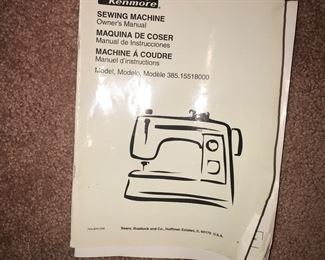 Kenmore
SEWING MACHINE
Owner's Manual
MAQUINA DE COSER
Manual de Instrucciones
MACHINE À COUDRE
Manuel d'instructions
Model, Modelo, Modèle 385.15518000
Sears, Roebuck and Co., Hoffman Estates, IL 60179 U.S.A.